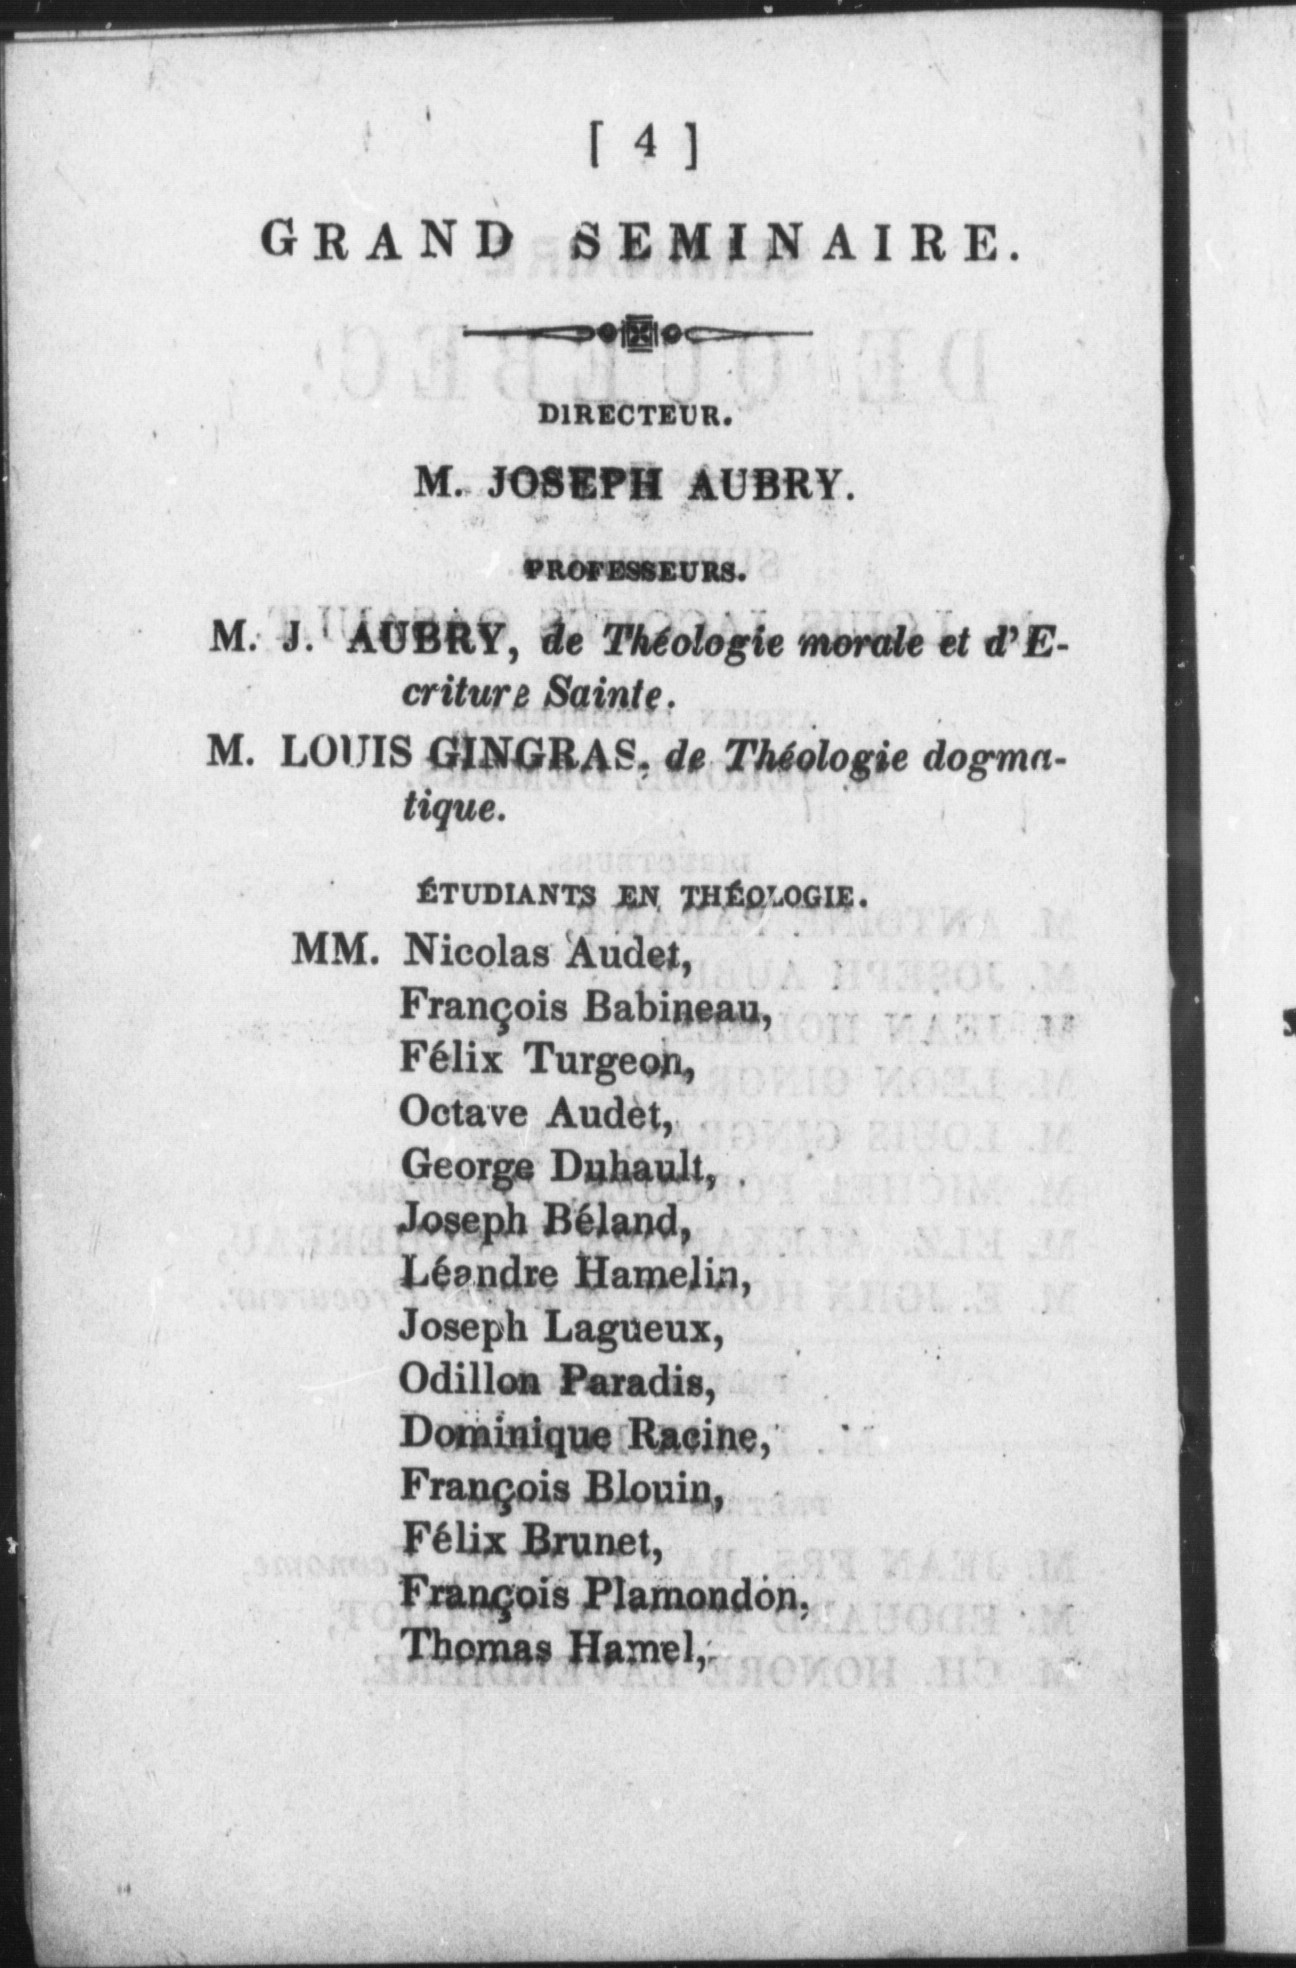 [ 4 ]
GRAND SEMINAIRE.
DIRECTEUR.
M. JOSEPH AUBRY.
PROFESSEURS.
M. J. AUBRY, de Théologie morale et d'E-
criture Sainte.
M. LOUIS GINGRAS, de Théologie dogma-
tique.
ÉTUDIANTS EN THÉOLOGIE.
MM. Nicolas Audet,
François Babineau,
Félix Turgeon,
Octave Audet,
George Duhault,
Joseph Béland,
Léandre Hamelin,
Joseph Lagueux,
Odillon Paradis,
Dominique Racine,
François Blouin,
Félix Brunet,
François Plamondon,
Thomas Hamel,